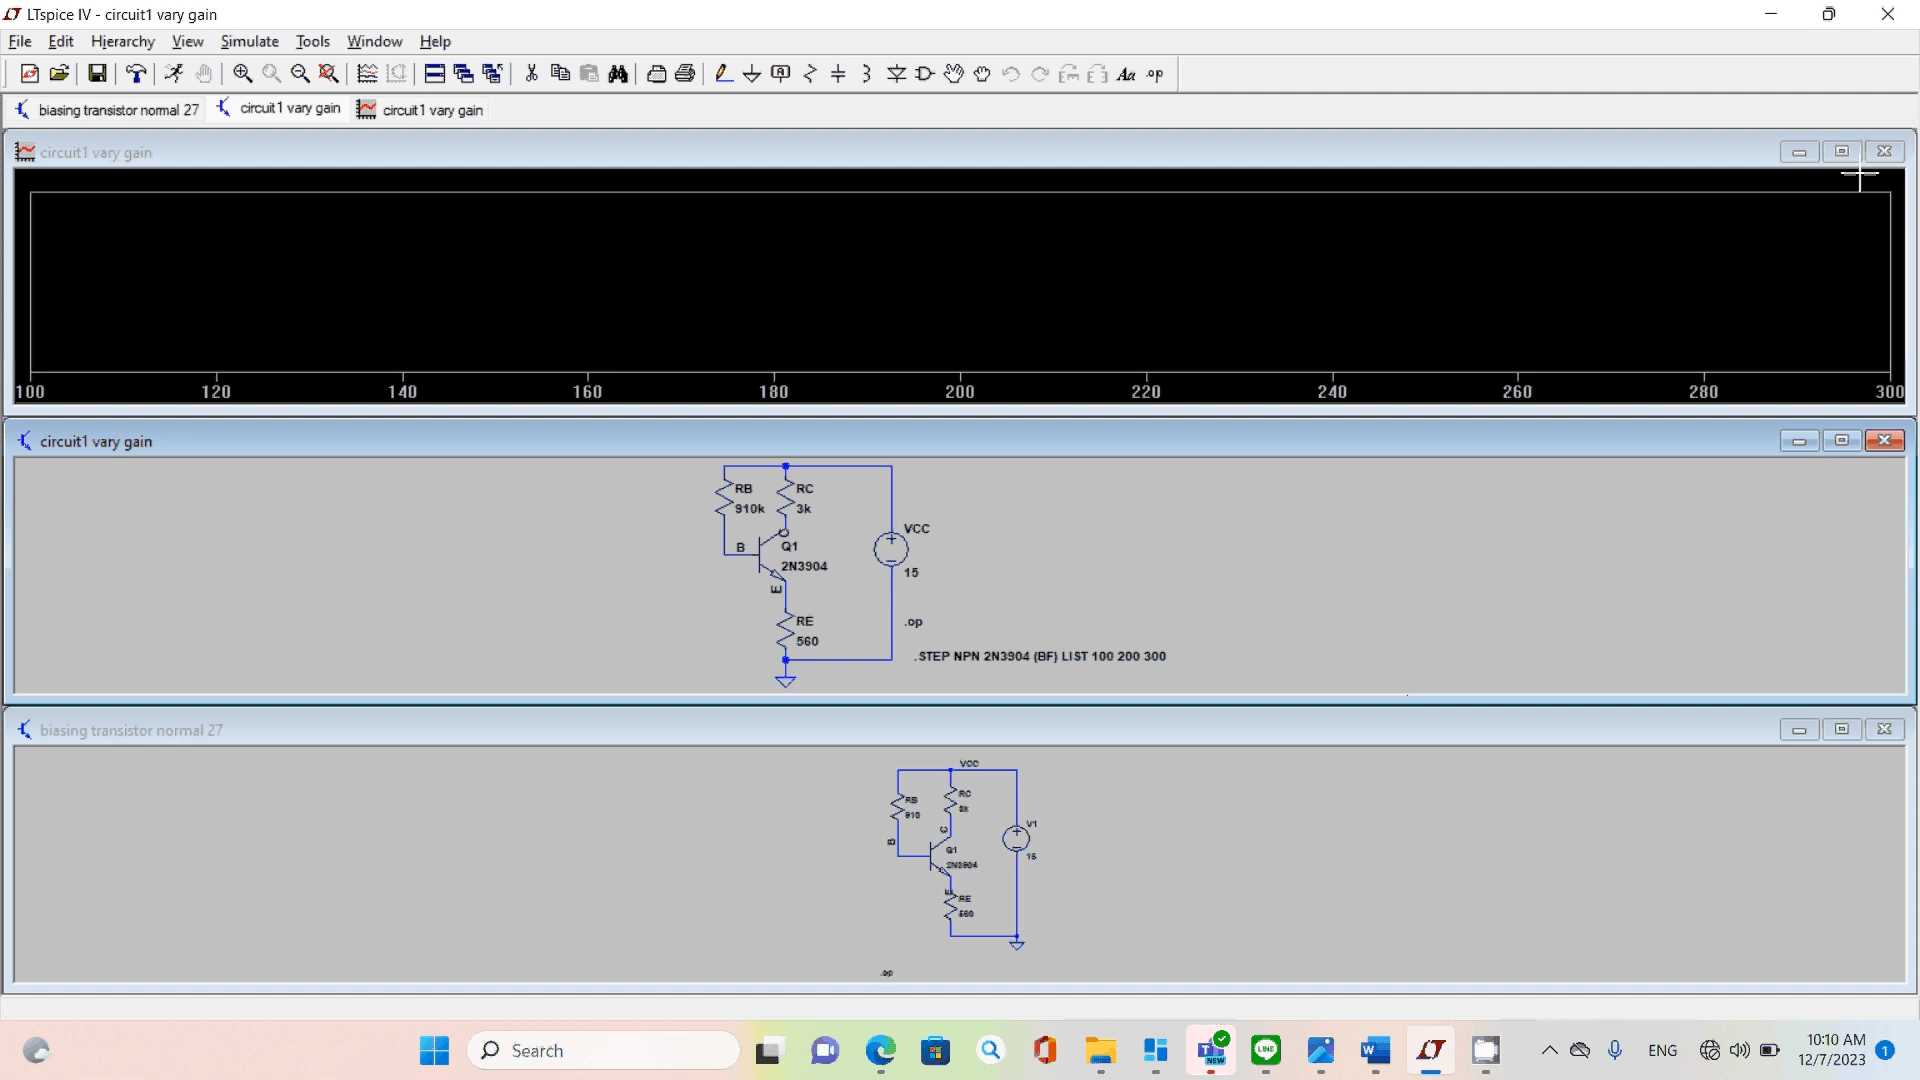 LTspice IV - circuit1 vary gain
File Edit Hierarchy View Simulate Tools Window Help
Aa .op
biasing transistor normal 27 circuit1 vary gain circuit1 vary gain
circuit1 vary gain
100 120 140 160 180 200 220 240 260 280 300
circuit1 vary gain
RB RC
910k 3k
VCC
C
B Q1
2N3904
15
E
RE .op
560
.STEP NPN 2N3904 (BF) LIST 100 200 300
biasing transistor normal 27
VCC
RB RC
910 3k
V1
C
B
Q1
15
2N3904
E
RE
560
.op
Search
NEW
LINE
W
ENG
10:10 AM
12/7/2023
1